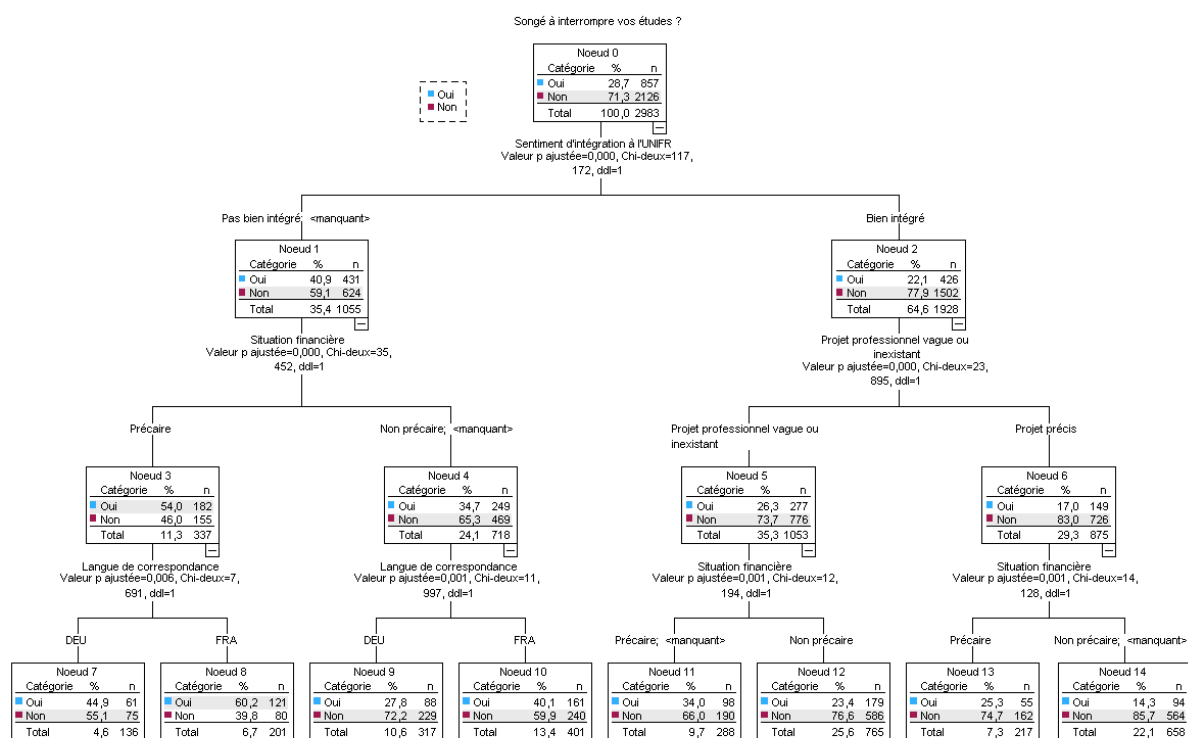 Songé à interrompre vos études ?
Oui
Non
Noeud 0
Catégorie % n
Oui 28,7 857
Non 71,3 2126
Total 100,0 2983
Sentiment d'intégration à l'UNIFR
Valeur p ajustée=0,000, Chi-deux=117,
172, ddl=1
Pas bien intégré; <manquant>
Bien intégré
Noeud 1
Catégorie % n
Oui 40,9 431
Non 59,1 624
Total 35,4 1055
Situation financière
Valeur p ajustée=0,000, Chi-deux=35,
452, ddl=1
Noeud 2
Catégorie % n
Oui 22,1 426
Non 77,9 1502
Total 64,6 1928
Projet professionnel vague ou
inexistant
Valeur p ajustée=0,000, Chi-deux=23,
895, ddl=1
Précaire
Non précaire; <manquant>
Projet professionnel vague ou
inexistant
Projet précis
Noeud 3
Catégorie % n
Oui 54,0 182
Non 46,0 155
Total 11,3 337
Langue de correspondance
Valeur p ajustée=0,006, Chi-deux=7,
691, ddl=1
Noeud 4
Catégorie % n
Oui 34,7 249
Non 65,3 469
Total 24,1 718
Langue de correspondance
Valeur p ajustée=0,001, Chi-deux=11,
997, ddl=1
Noeud 5
Catégorie % n
Oui 26,3 277
Non 73,7 776
Total 35,3 1053
Situation financière
Valeur p ajustée=0,001, Chi-deux=12,
194, ddl=1
Noeud 6
Catégorie % n
Oui 17,0 149
Non 83,0 726
Total 29,3 875
Situation financière
Valeur p ajustée=0,001, Chi-deux=14,
128, ddl=1
DEU
FRA
DEU
FRA
Précaire; <manquant>
Non précaire
Précaire
Non précaire; <manquant>
Noeud 7
Catégorie % n
Oui 44,9 61
Non 55,1 75
Total 4,6 136
Noeud 8
Catégorie % n
Oui 60,2 121
Non 39,8 80
Total 6,7 201
Noeud 9
Catégorie % n
Oui 27,8 88
Non 72,2 229
Total 10,6 317
Noeud 10
Catégorie % n
Oui 40,1 161
Non 59,9 240
Total 13,4 401
Noeud 11
Catégorie % n
Oui 34,0 98
Non 66,0 190
Total 9,7 288
Noeud 12
Catégorie % n
Oui 23,4 179
Non 76,6 586
Total 25,6 765
Noeud 13
Catégorie % n
Oui 25,3 55
Non 74,7 162
Total 7,3 217
Noeud 14
Catégorie % n
Oui 14,3 94
Non 85,7 564
Total 22,1 658